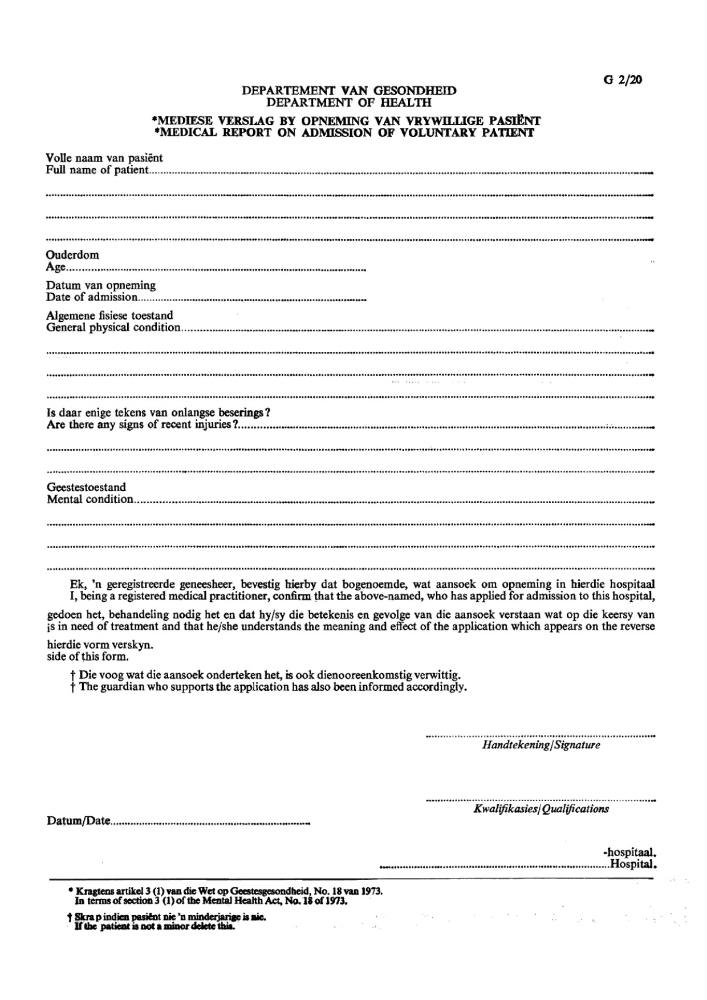 G 2/20
DEPARTEMENT VAN GESONDHEID
DEPARTMENT OF HEALTH
*MEDIESE VERSLAG BY OPNEMING VAN VRYWILLIGE PASIËNT
*MEDICAL REPORT ON ADMISSION OF VOLUNTARY PATIENT
Volle naam van pasiënt
Full name of patient
Ouderdom
Age
Datum van opneming
Date of admission
Algemene fisiese toestand
General physical condition
Is daar enige tekens van onlangse beserings?
Are there any signs of recent injuries?
Geestestoestand
Mental condition
Ek, 'n geregistreerde geneesheer, bevestig hierby dat bogenoemde, wat aansoek om opneming in hierdie hospitaal
I, being a registered medical practitioner, confirm that the above-named, who has applied for admission to this hospital,
gedoen het, behandeling nodig het en dat hy/sy die betekenis en gevolge van die aansoek verstaan wat op die keersy van
is in need of treatment and that he/she understands the meaning and effect of the application which appears on the reverse
hierdie vorm verskyn.
side of this form.
† Die voog wat die aansoek onderteken het, is ook dienooreenkomstig verwittig.
† The guardian who supports the application has also been informed accordingly.
Handtekening/Signature
Kwalifikasies/Qualifications
Datum/Date
-hospitaal.
Hospital.
* Kragtens artikel 3 (1) van die Wet op Geestesgesondheid, No. 18 van 1973.
In terms of section 3 (1) of the Mental Health Act, No. 18 of 1973.
† Skrap indien pasiënt nie 'n minderjarige is nie.
If the patient is not a minor delete this.